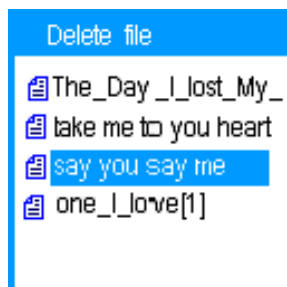 Delete file
The_Day _I_lost_My_
take me to you heart
say you say me
one_I_love[1]